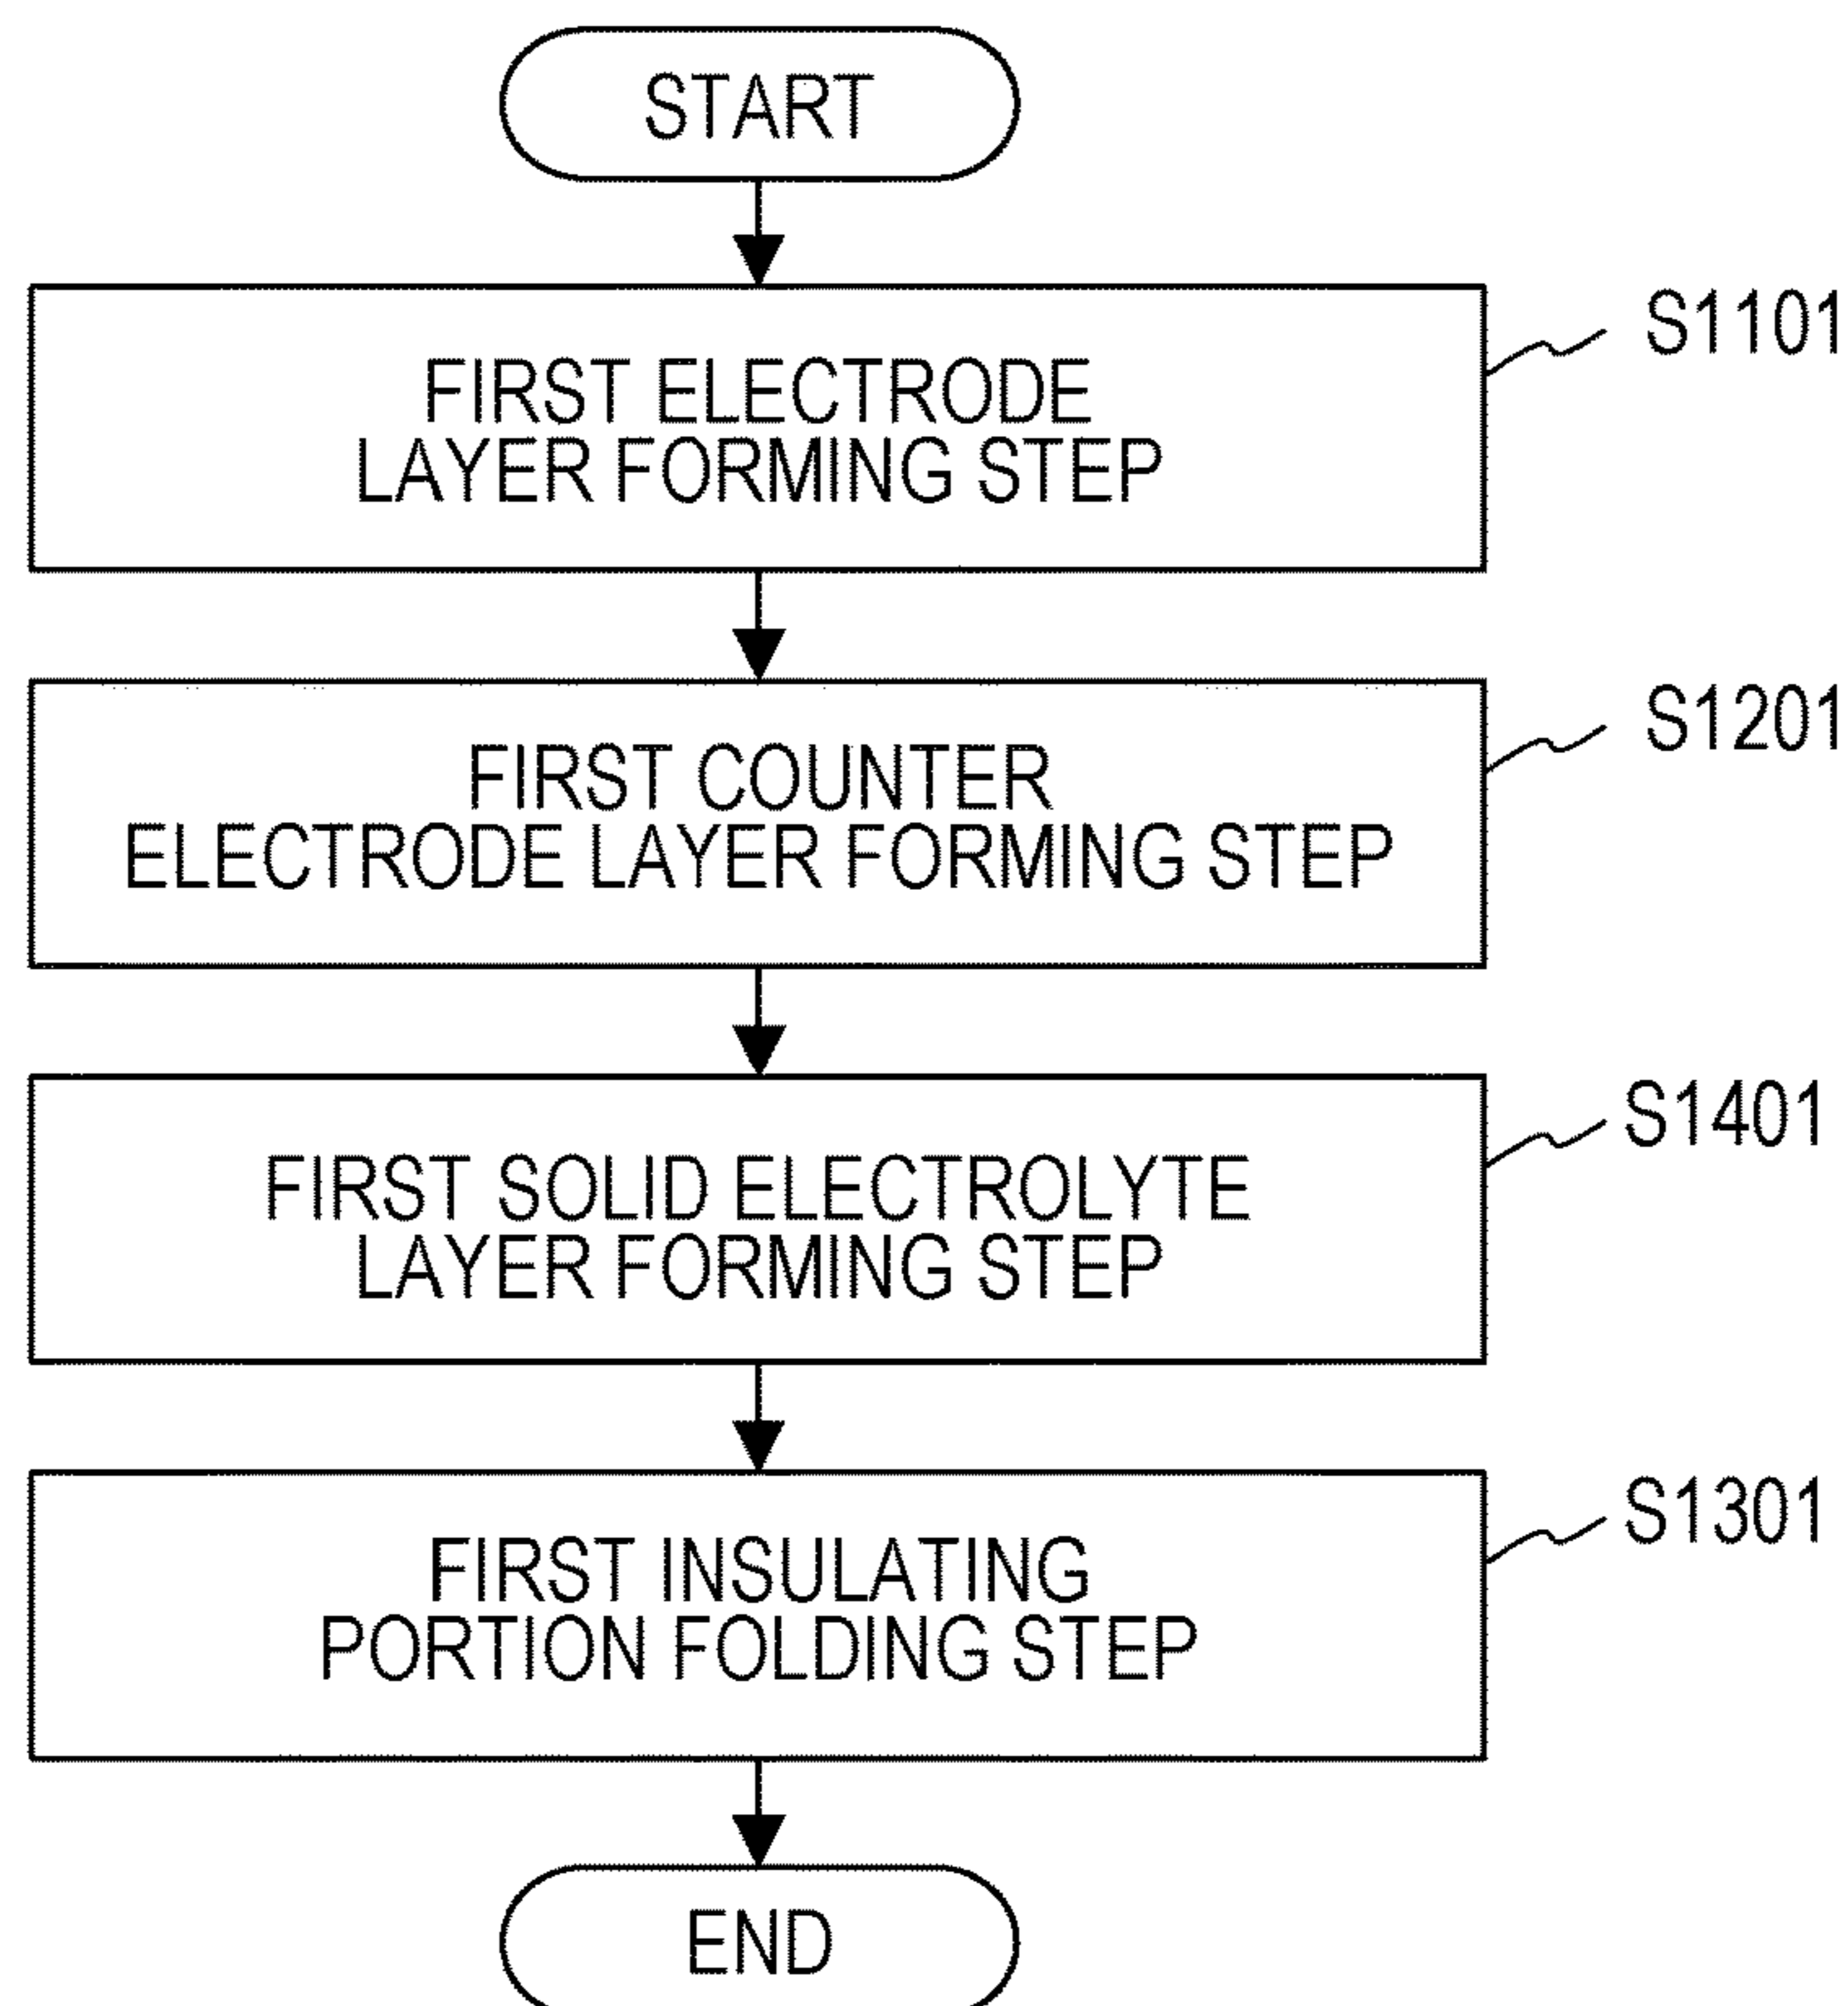 START
FIRST ELECTRODE
LAYER FORMING STEP
S1101
FIRST COUNTER
ELECTRODE LAYER FORMING STEP
S1201
FIRST SOLID ELECTROLYTE
LAYER FORMING STEP
S1401
FIRST INSULATING
PORTION FOLDING STEP
S1301
END